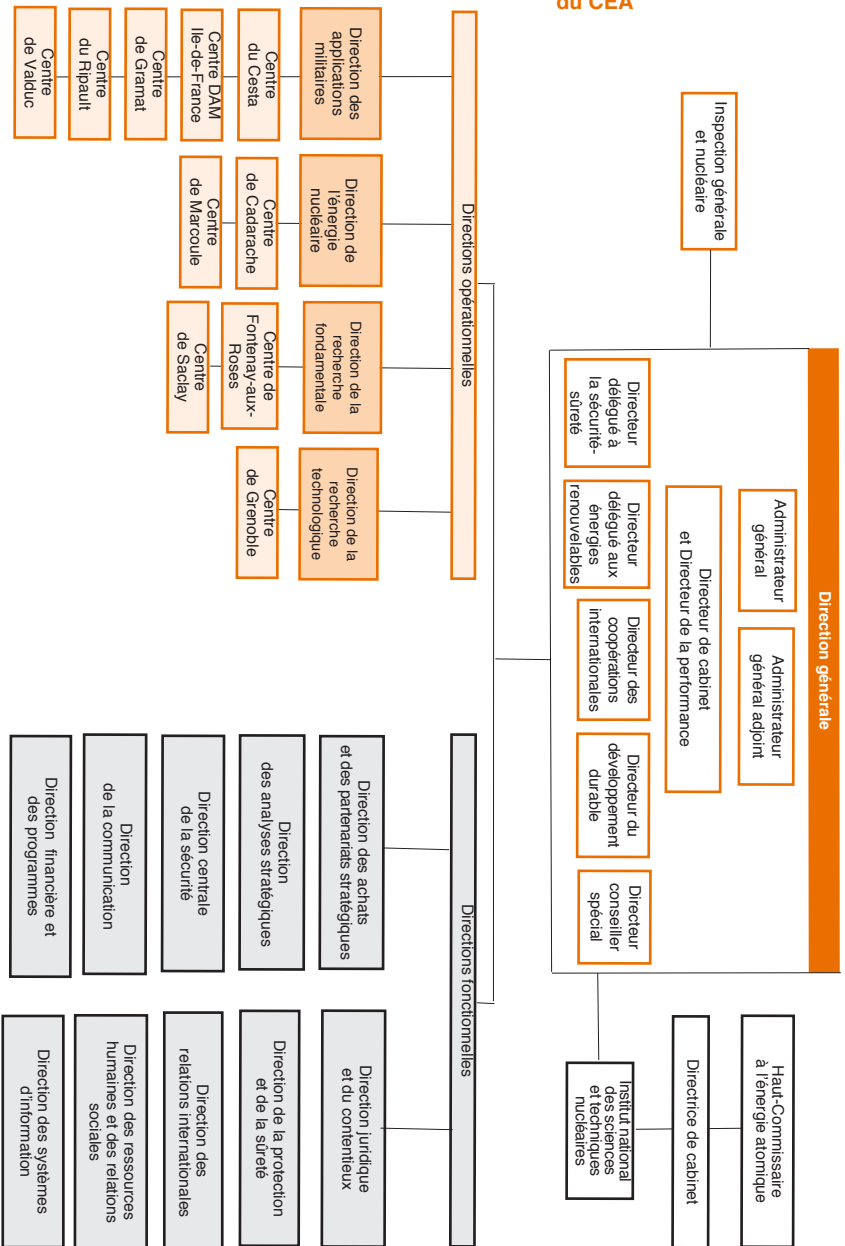 du CEA
Direction générale
Administrateur
général
Administrateur
général adjoint
Directeur de cabinet
et Directeur de la performance
Directeur
délégué à
la sécurité-
sûreté
Directeur
délégué aux
énergies
renouvelables
Directeur des
coopérations
internationales
Directeur du
développement
durable
Directeur
conseiller
spécial
Inspection générale
et nucléaire
Haut-Commissaire
à l'énergie atomique
Directrice de cabinet
Institut national
des sciences
et techniques
nucléaires
Directions opérationnelles
Direction des
applications
militaires
Centre
du Cesta
Centre DAM
Ile-de-France
Centre
de Gramat
Centre
du Ripault
Centre
de Valduc
Direction de
l'énergie
nucléaire
Centre
de Cadarache
Centre
de Marcoule
Direction de la
recherche
fondamentale
Centre de
Fontenay-aux-
Roses
Centre
de Saclay
Direction de la
recherche
technologique
Centre
de Grenoble
Directions fonctionnelles
Direction des achats
et des partenariats stratégiques
Direction
des analyses stratégiques
Direction centrale
de la sécurité
Direction
de la communication
Direction financière et
des programmes
Direction juridique
et du contentieux
Direction de la protection
et de la sûreté
Direction des
relations internationales
Direction des ressources
humaines et des relations
sociales
Direction des systèmes
d'information